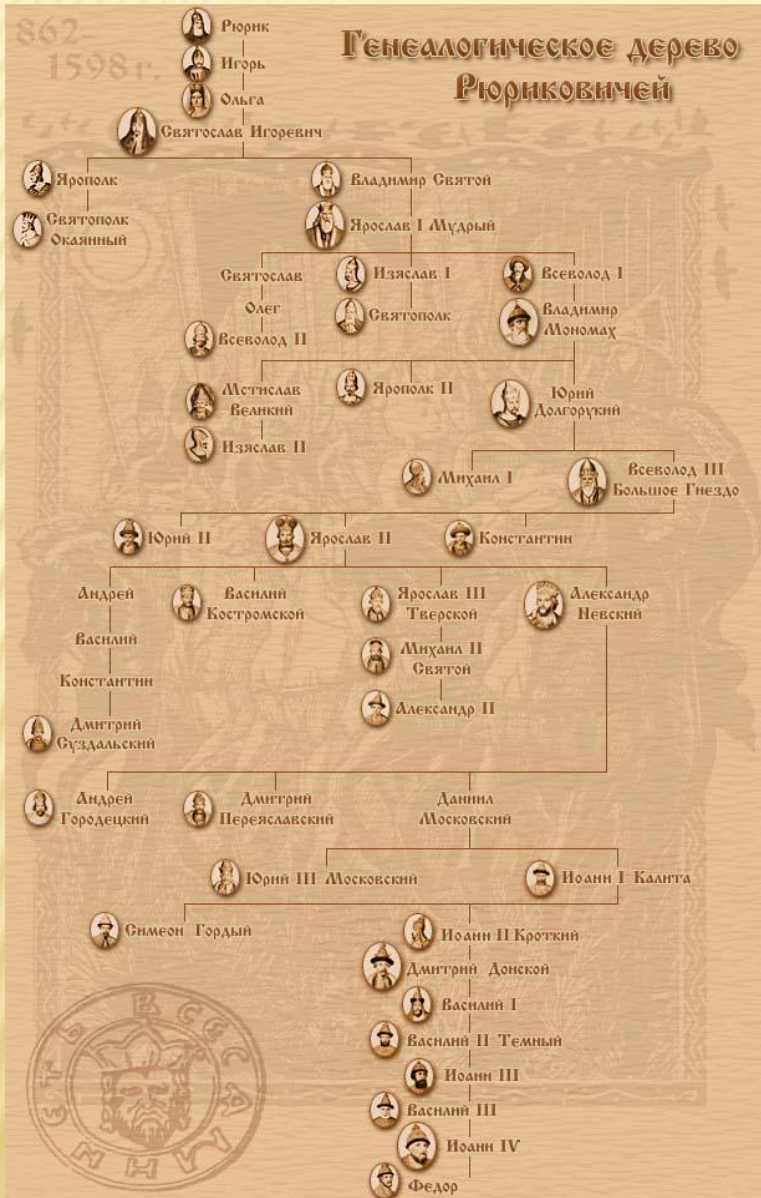 862-
1598 г.
Генеалогическое дерево
Рюриковичей
Рюрик
Игорь
Ольга
Святослав Игоревич
Ярополк
Владимир Святой
Святополк
Окаянный
Ярослав I Мудрый
Святослав
Изяслав I
Всеволод I
Олег
Святополк
Владимир
Мономах
Всеволод II
Мстислав
Великий
Ярополк II
Юрий
Долгорукий
Изяслав II
Михаил I
Всеволод III
Большое Гнездо
Юрий II
Ярослав II
Константин
Андрей
Василий
Костромской
Ярослав III
Тверской
Александр
Невский
Василий
Михаил II
Святой
Константин
Александр II
Дмитрий
Суздальский
Андрей
Городецкий
Дмитрий
Переяславский
Даниил
Московский
Юрий III Московский
Иоанн I Калита
Симеон Гордый
Иоанн II Кроткий
Дмитрий Донской
Василий I
Василий II Темный
Иоанн III
Василий III
Иоанн IV
Федор